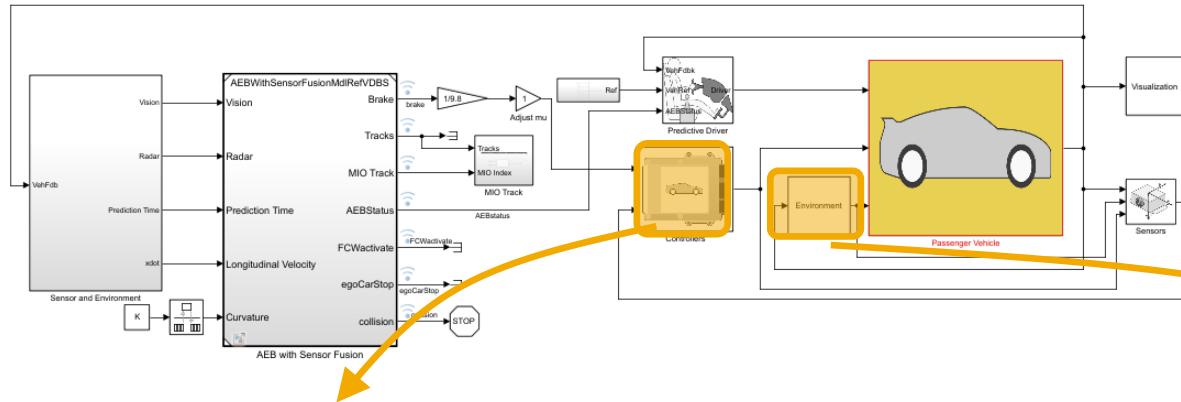 VehFdb
Vision
Radar
Prediction Time
xdot
Sensor and Environment
K
AEBWithSensorFusionMdlRefVDBS
Vision
Radar
Prediction Time
Longitudinal Velocity
Curvature
Brake
Tracks
MIO Track
AEBStatus
FCWactivate
egoCarStop
collision
AEB with Sensor Fusion
brake
1/9.8
1
Adjust mu
Tracks
MIO Index
MIO Track
AEBstatus
FCWactivate
egoCarStop
STOP
Ref
VehFdbk
VehRef
AEBStatus
Driver
Predictive Driver
Controllers
Environment
Passenger Vehicle
Visualization
Sensors